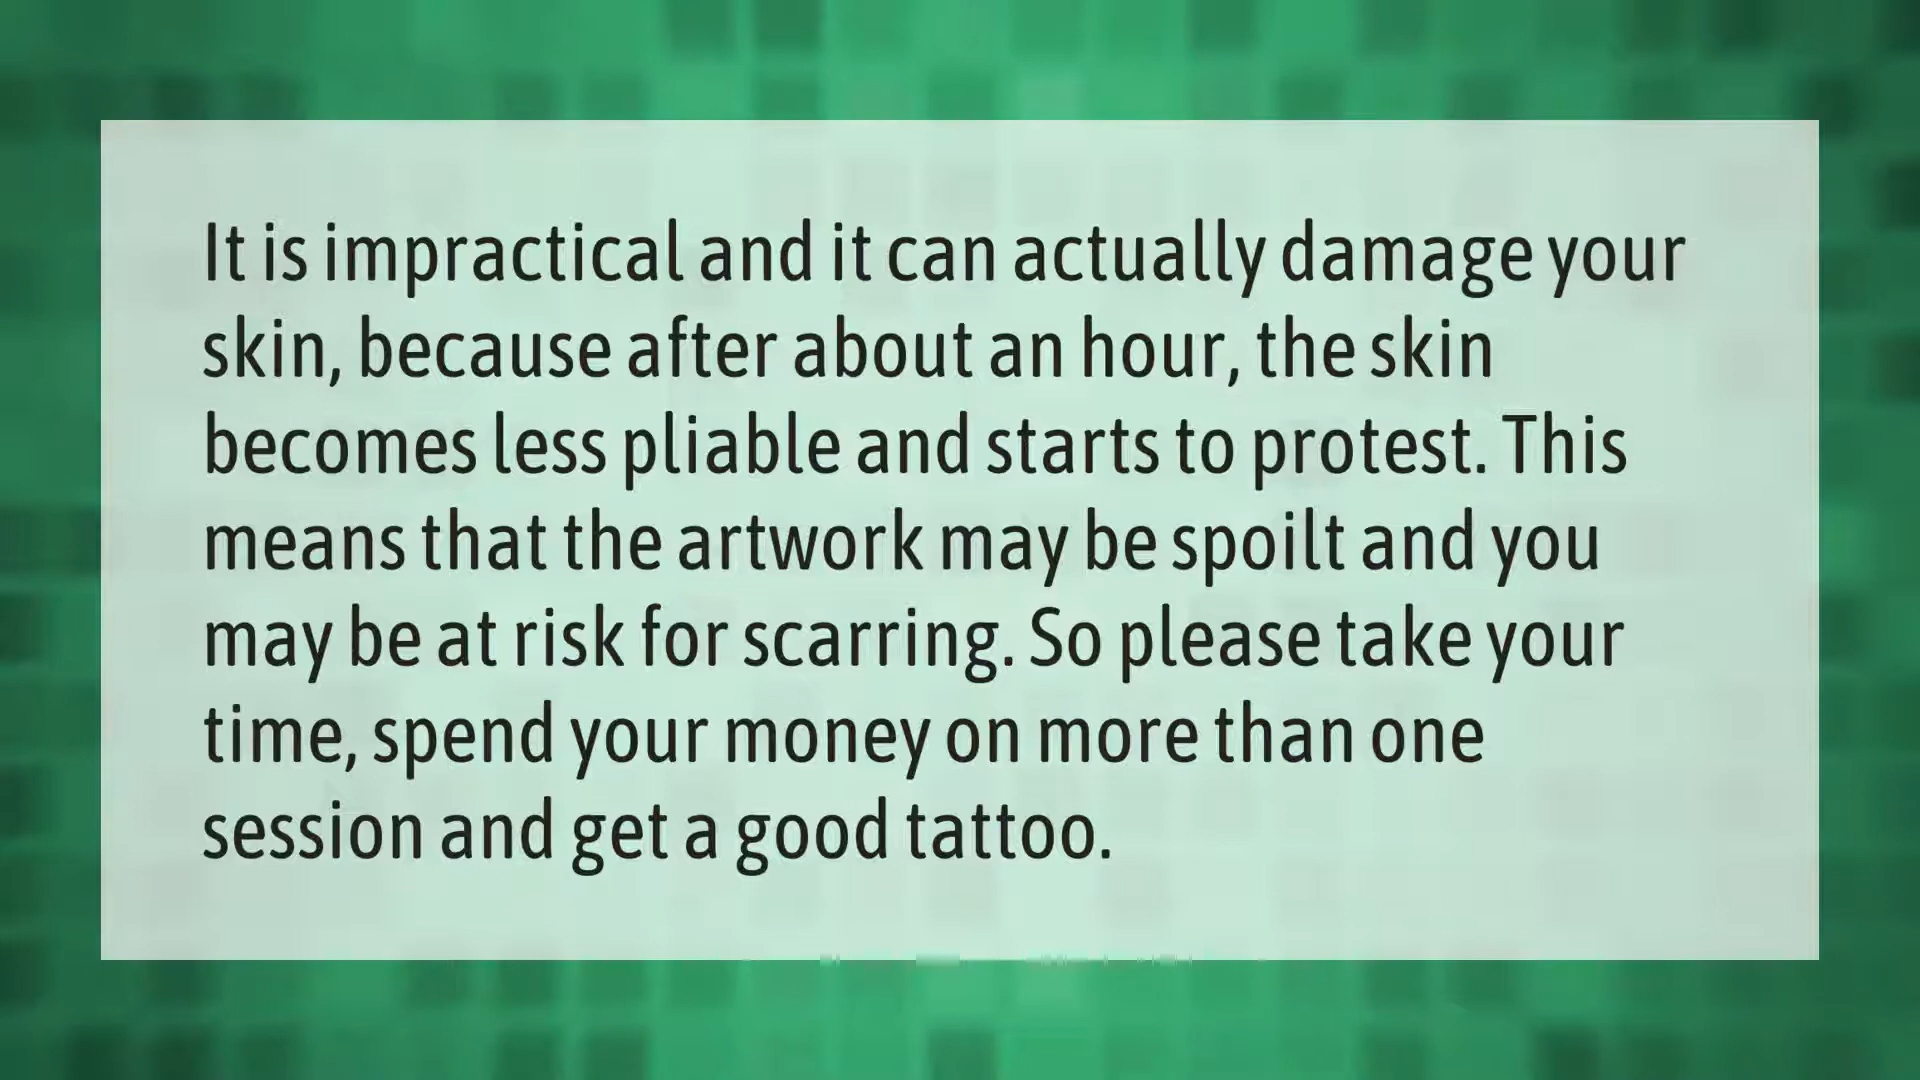 It is impractical and it can actually damage your
skin, because after about an hour, the skin
becomes less pliable and starts to protest. This
means that the artwork may be spoilt and you
may be at risk for scarring. So please take your
time, spend your money on more than one
session and get a good tattoo.